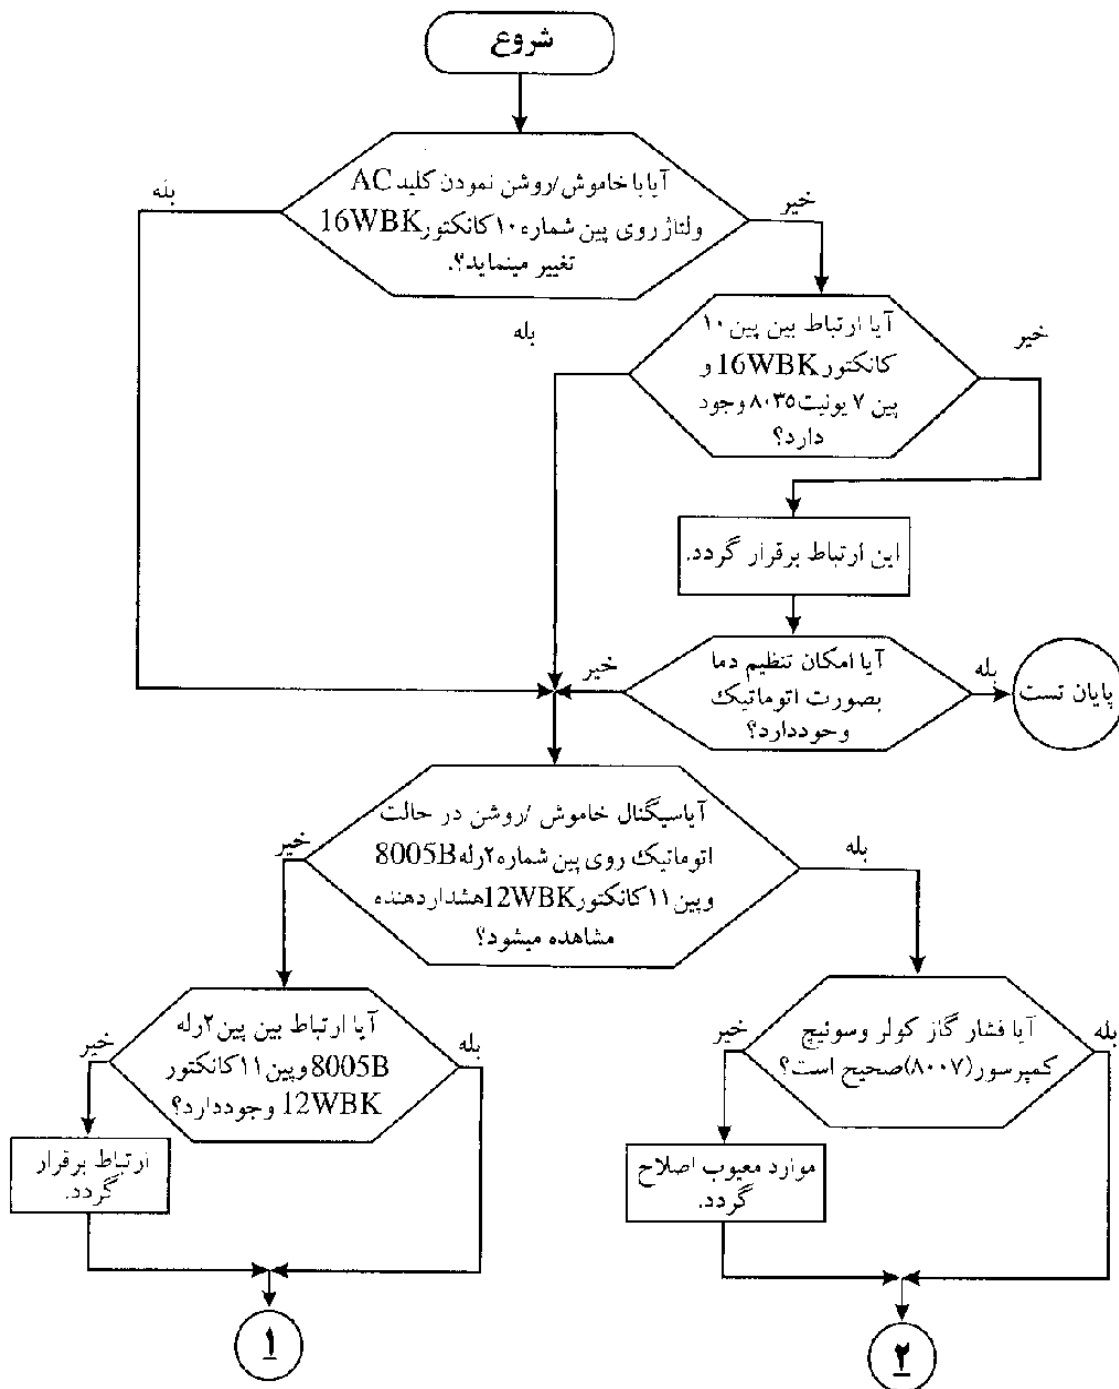 شروع
آیا با خاموش/روشن نمودن کلید AC
ولتاژ روی پین شماره ۱۰ کانکتور 16WBK
تغییر مینماید؟.
بله
خیر
آیا ارتباط بین پین ۱۰
کانکتور 16WBK و
پین ۷ یونیت ۸۰۳۵ وجود
دارد؟
خیر
بله
این ارتباط برقرار گردد.
آیا امکان تنظیم دما
بصورت اتوماتیک
وجوددارد؟
خیر
بله
پایان تست
آیاسیگنال خاموش /روشن در حالت
اتوماتیک روی پین شماره ۲ رله 8005B
وپین ۱۱ کانکتور 12WBK هشداردهنده
مشاهده میشود؟
خیر
بله
آیا فشار گاز کولر وسوئیچ
کمپرسور(۸۰۰۷)صحیح است؟
خیر
بله
آیا ارتباط بین پین ۲ رله
8005B وپین ۱۱ کانکتور
12WBK وجوددارد؟
خیر
بله
موارد معیوب اصلاح
گردد.
ارتباط برقرار
گردد.
۱
۲